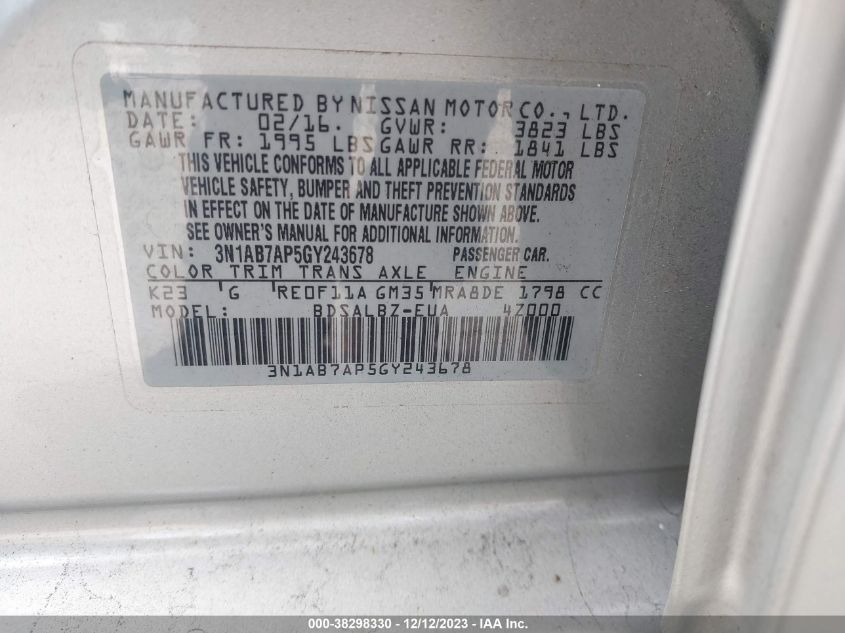 MANUFACTURED BY NISSAN MOTOR CO., LTD.
DATE: 02/16. GVWR: 3823 LBS
GAWR FR: 1995 LBS GAWR RR: 1841 LBS
THIS VEHICLE CONFORMS TO ALL APPLICABLE FEDERAL MOTOR
VEHICLE SAFETY, BUMPER AND THEFT PREVENTION STANDARDS
IN EFFECT ON THE DATE OF MANUFACTURE SHOWN ABOVE.
SEE OWNER'S MANUAL FOR ADDITIONAL INFORMATION.
VIN: 3N1AB7AP5GY243678 PASSENGER CAR.
COLOR TRIM TRANS AXLE ENGINE
K23 G RE0F11A GM35 MRA8DE 1798 CC
MODEL: BDSALBZ-EUA 4Z000
3N1AB7AP5GY243678
000-38298330 - 12/12/2023 - IAA Inc.